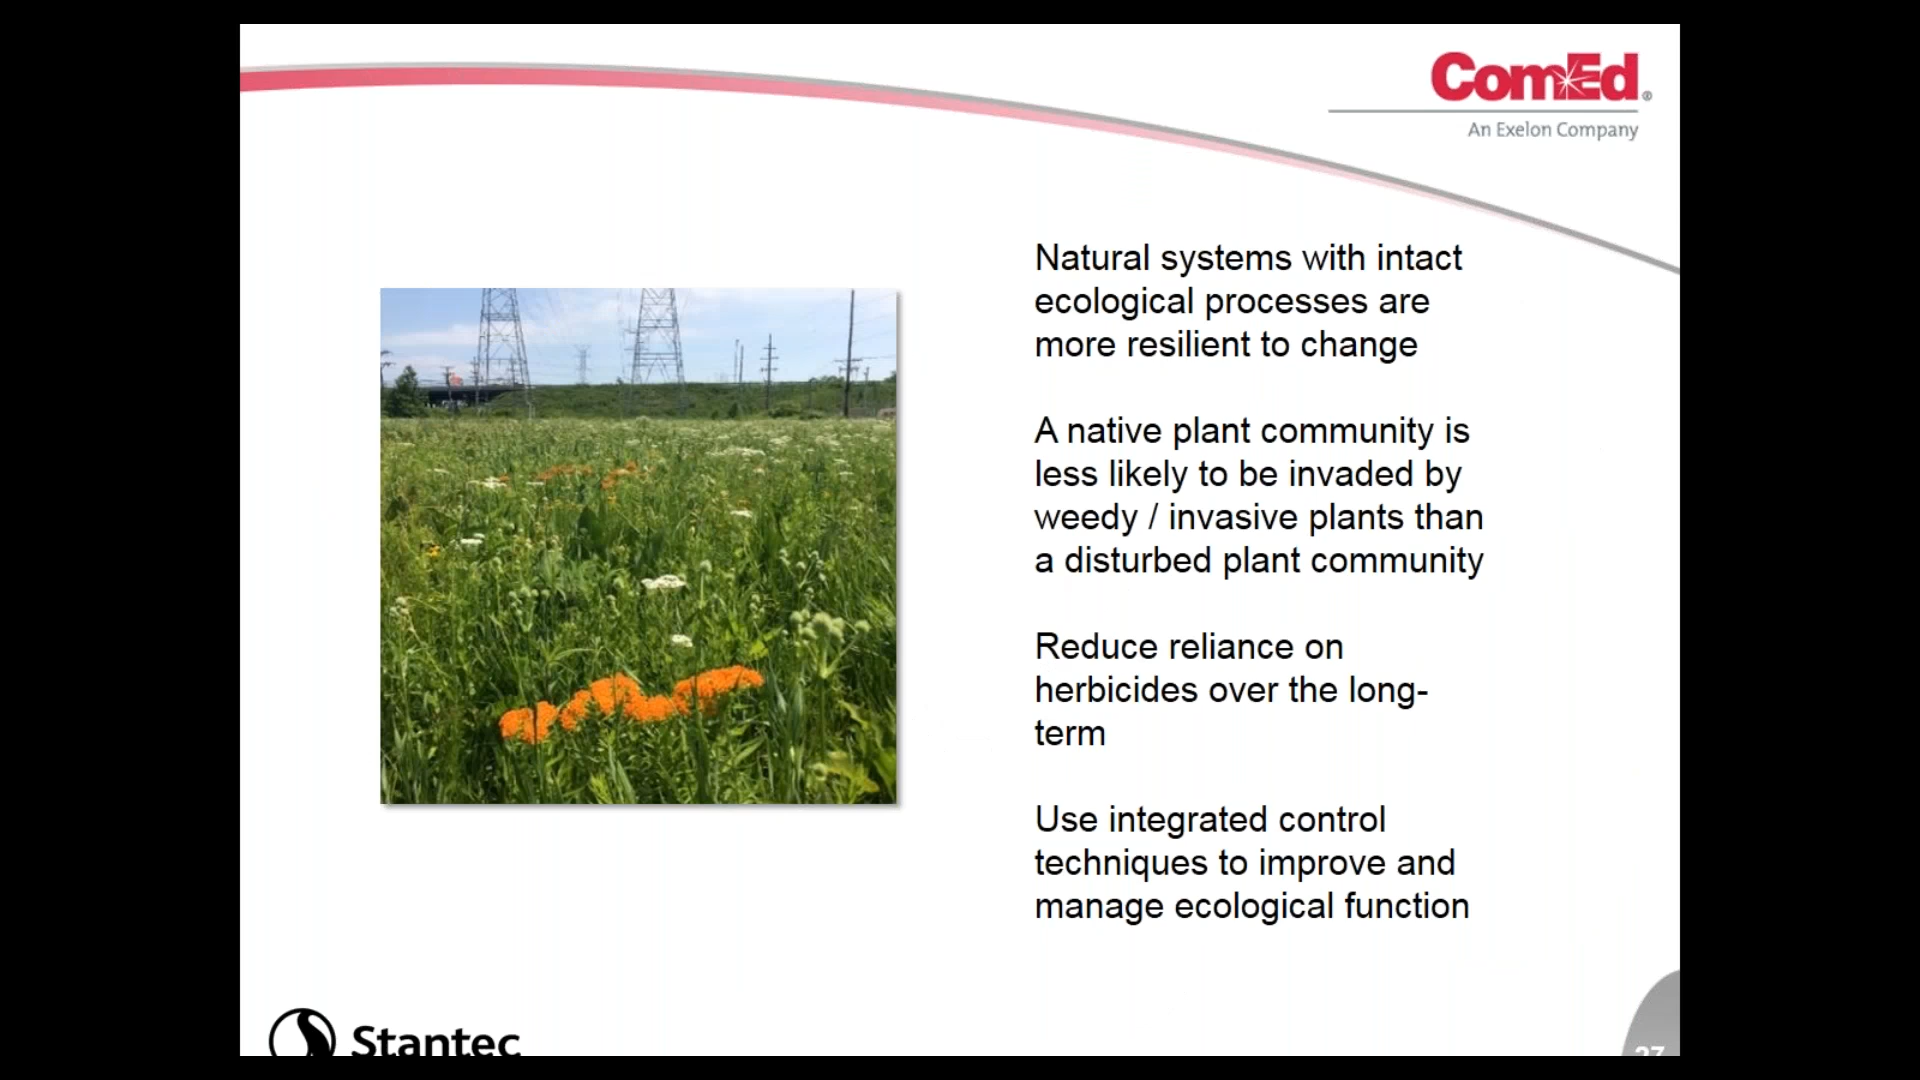 ComEd®
An Exelon Company
Natural systems with intact
ecological processes are
more resilient to change
A native plant community is
less likely to be invaded by
weedy / invasive plants than
a disturbed plant community
Reduce reliance on
herbicides over the long-
term
Use integrated control
techniques to improve and
manage ecological function
Stantec
27